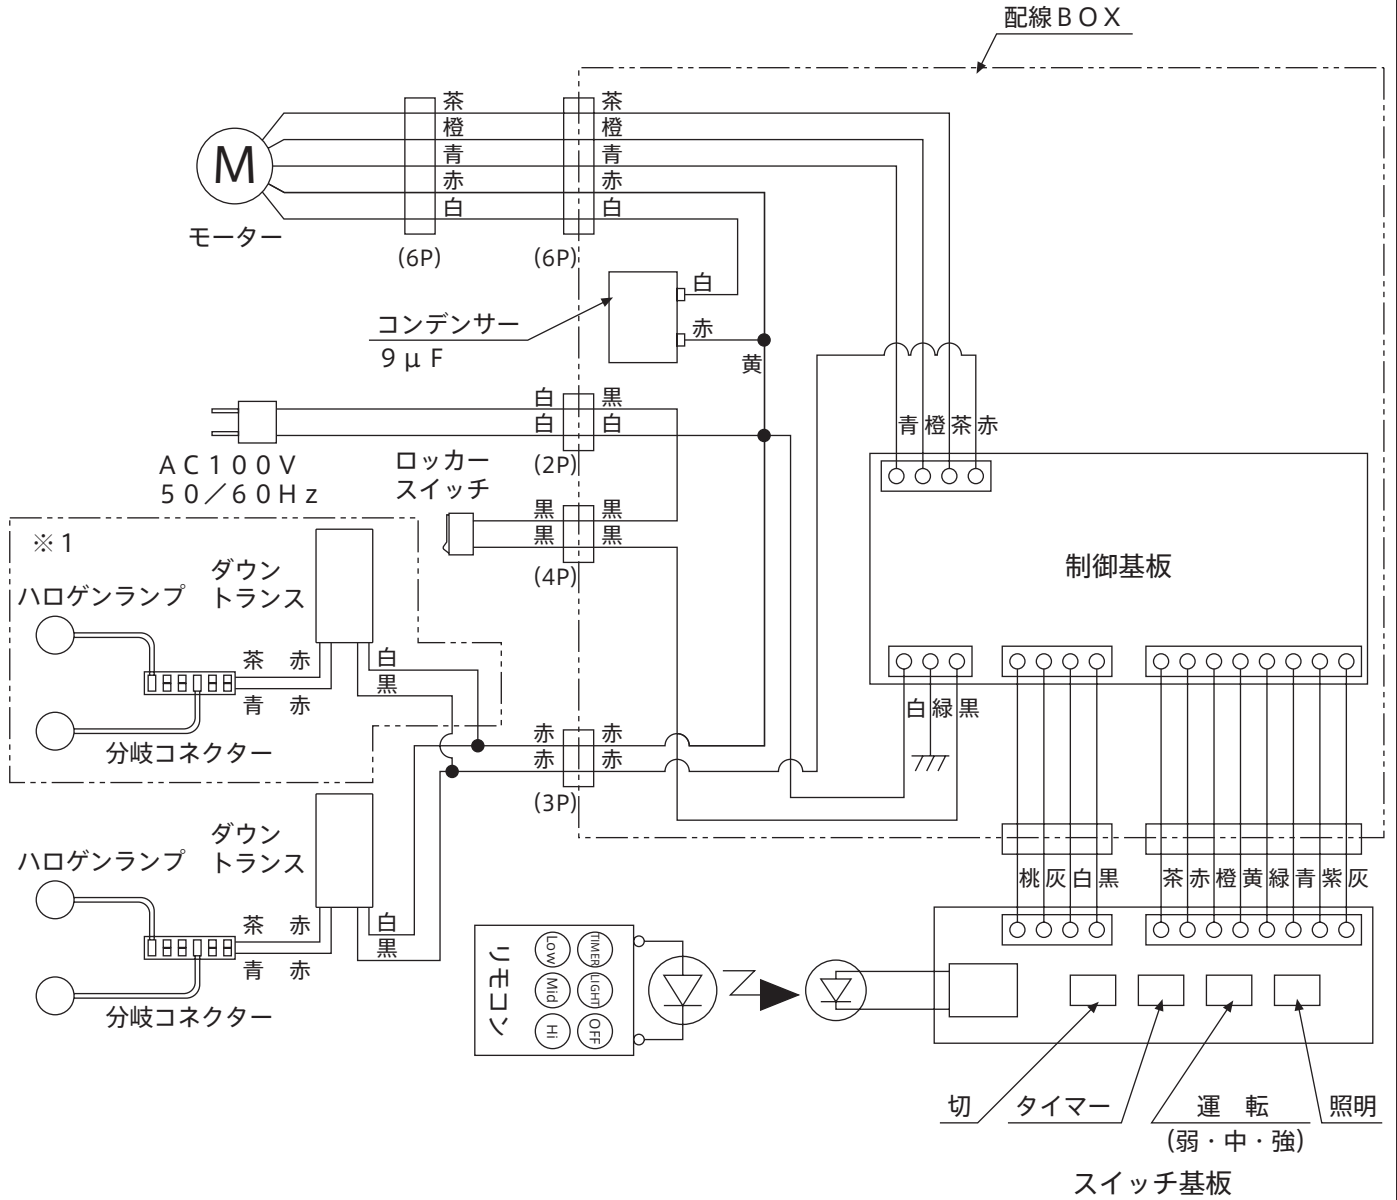 配線ＢＯＸ
茶 茶
橙 橙
青 青
赤 赤
白 白
M
モーター
(6P) (6P)
白
コンデンサー
９μＦ
赤
黄
白 黒
白 白
(2P)
ＡＣ１００Ｖ
５０／６０Ｈｚ
ロッカー
スイッチ
黒 黒
黒 黒
(4P)
青 橙 茶 赤
制御基板
※1
ハロゲンランプ
ダウン
トランス
茶 赤
青 赤
白
黒
分岐コネクター
赤 赤
赤 赤
(3P)
白 緑 黒
ハロゲンランプ
ダウン
トランス
茶 赤
青 赤
白
黒
分岐コネクター
桃 灰 白 黒
茶 赤 橙 黄 緑 青 紫 灰
リモコン
Low TIMER
Mid LIGHT
Hi OFF
切
タイマー
運　転
(弱・中・強)
照明
スイッチ基板